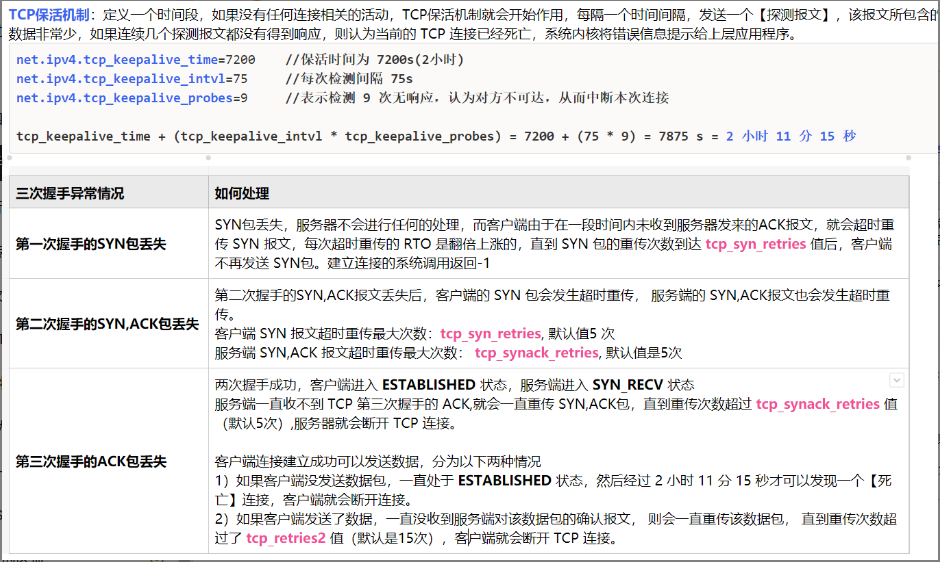 TCP保活机制：定义一个时间段，如果没有任何连接相关的活动，TCP保活机制就会开始作用，每隔一个时间间隔，发送一个【探测报文】，该报文所包含的
数据非常少，如果连续几个探测报文都没有得到响应，则认为当前的 TCP 连接已经死亡，系统内核将错误信息提示给上层应用程序。
net.ipv4.tcp_keepalive_time=7200 //保活时间为 7200s(2小时)
net.ipv4.tcp_keepalive_intvl=75 //每次检测间隔 75s
net.ipv4.tcp_keepalive_probes=9 //表示检测 9 次无响应，认为对方不可达，从而中断本次连接
tcp_keepalive_time + (tcp_keepalive_intvl * tcp_keepalive_probes) = 7200 + (75 * 9) = 7875 s = 2 小时 11 分 15 秒
三次握手异常情况 如何处理
第一次握手的SYN包丢失
SYN包丢失，服务器不会进行任何的处理，而客户端由于在一段时间内未收到服务器发来的ACK报文，就会超时重
传 SYN 报文，每次超时重传的 RTO 是翻倍上涨的，直到 SYN 包的重传次数到达 tcp_syn_retries 值后，客户端
不再发送 SYN包。建立连接的系统调用返回-1
第二次握手的SYN,ACK包丢失
第二次握手的SYN,ACK报文丢失后，客户端的 SYN 包会发生超时重传， 服务端的 SYN,ACK报文也会发生超时重
传。
客户端 SYN 报文超时重传最大次数：tcp_syn_retries, 默认值5 次
服务端 SYN,ACK 报文超时重传最大次数： tcp_synack_retries, 默认值是5次
第三次握手的ACK包丢失
两次握手成功，客户端进入 ESTABLISHED 状态，服务端进入 SYN_RECV 状态
服务端一直收不到 TCP 第三次握手的 ACK,就会一直重传 SYN,ACK包，直到重传次数超过 tcp_synack_retries 值
（默认5次）,服务器就会断开 TCP 连接。
客户端连接建立成功可以发送数据，分为以下两种情况
1）如果客户端没发送数据包，一直处于 ESTABLISHED 状态，然后经过 2 小时 11 分 15 秒才可以发现一个【死
亡】连接，客户端就会断开连接。
2）如果客户端发送了数据，一直没收到服务端对该数据包的确认报文， 则会一直重传该数据包， 直到重传次数超
过了 tcp_retries2 值（默认是15次），客户端就会断开 TCP 连接。